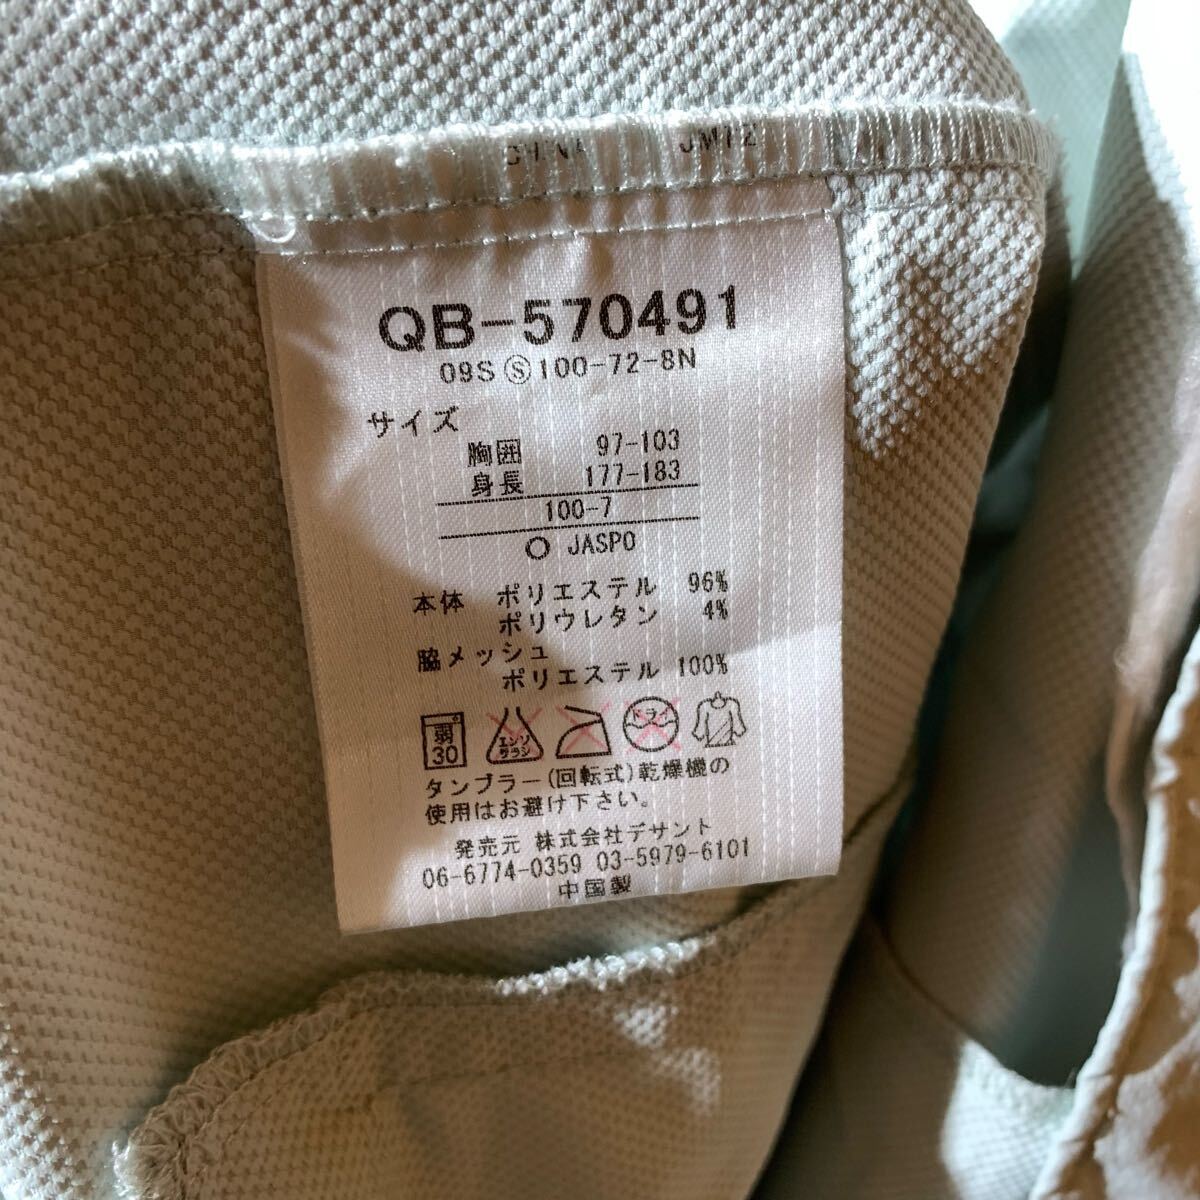 QB-570491
09S Ⓢ 100-72-8N
サイズ
胸囲 97-103
身長 177-183
100-7
○ JASPO
本体 ポリエステル 96%
ポリウレタン 4%
脇メッシュ
ポリエステル 100%
弱 30 エンソ サラシ ドライ
タンブラー(回転式)乾燥機の
使用はお避け下さい。
発売元 株式会社デサント
06-6774-0359 03-5979-6101
中国製